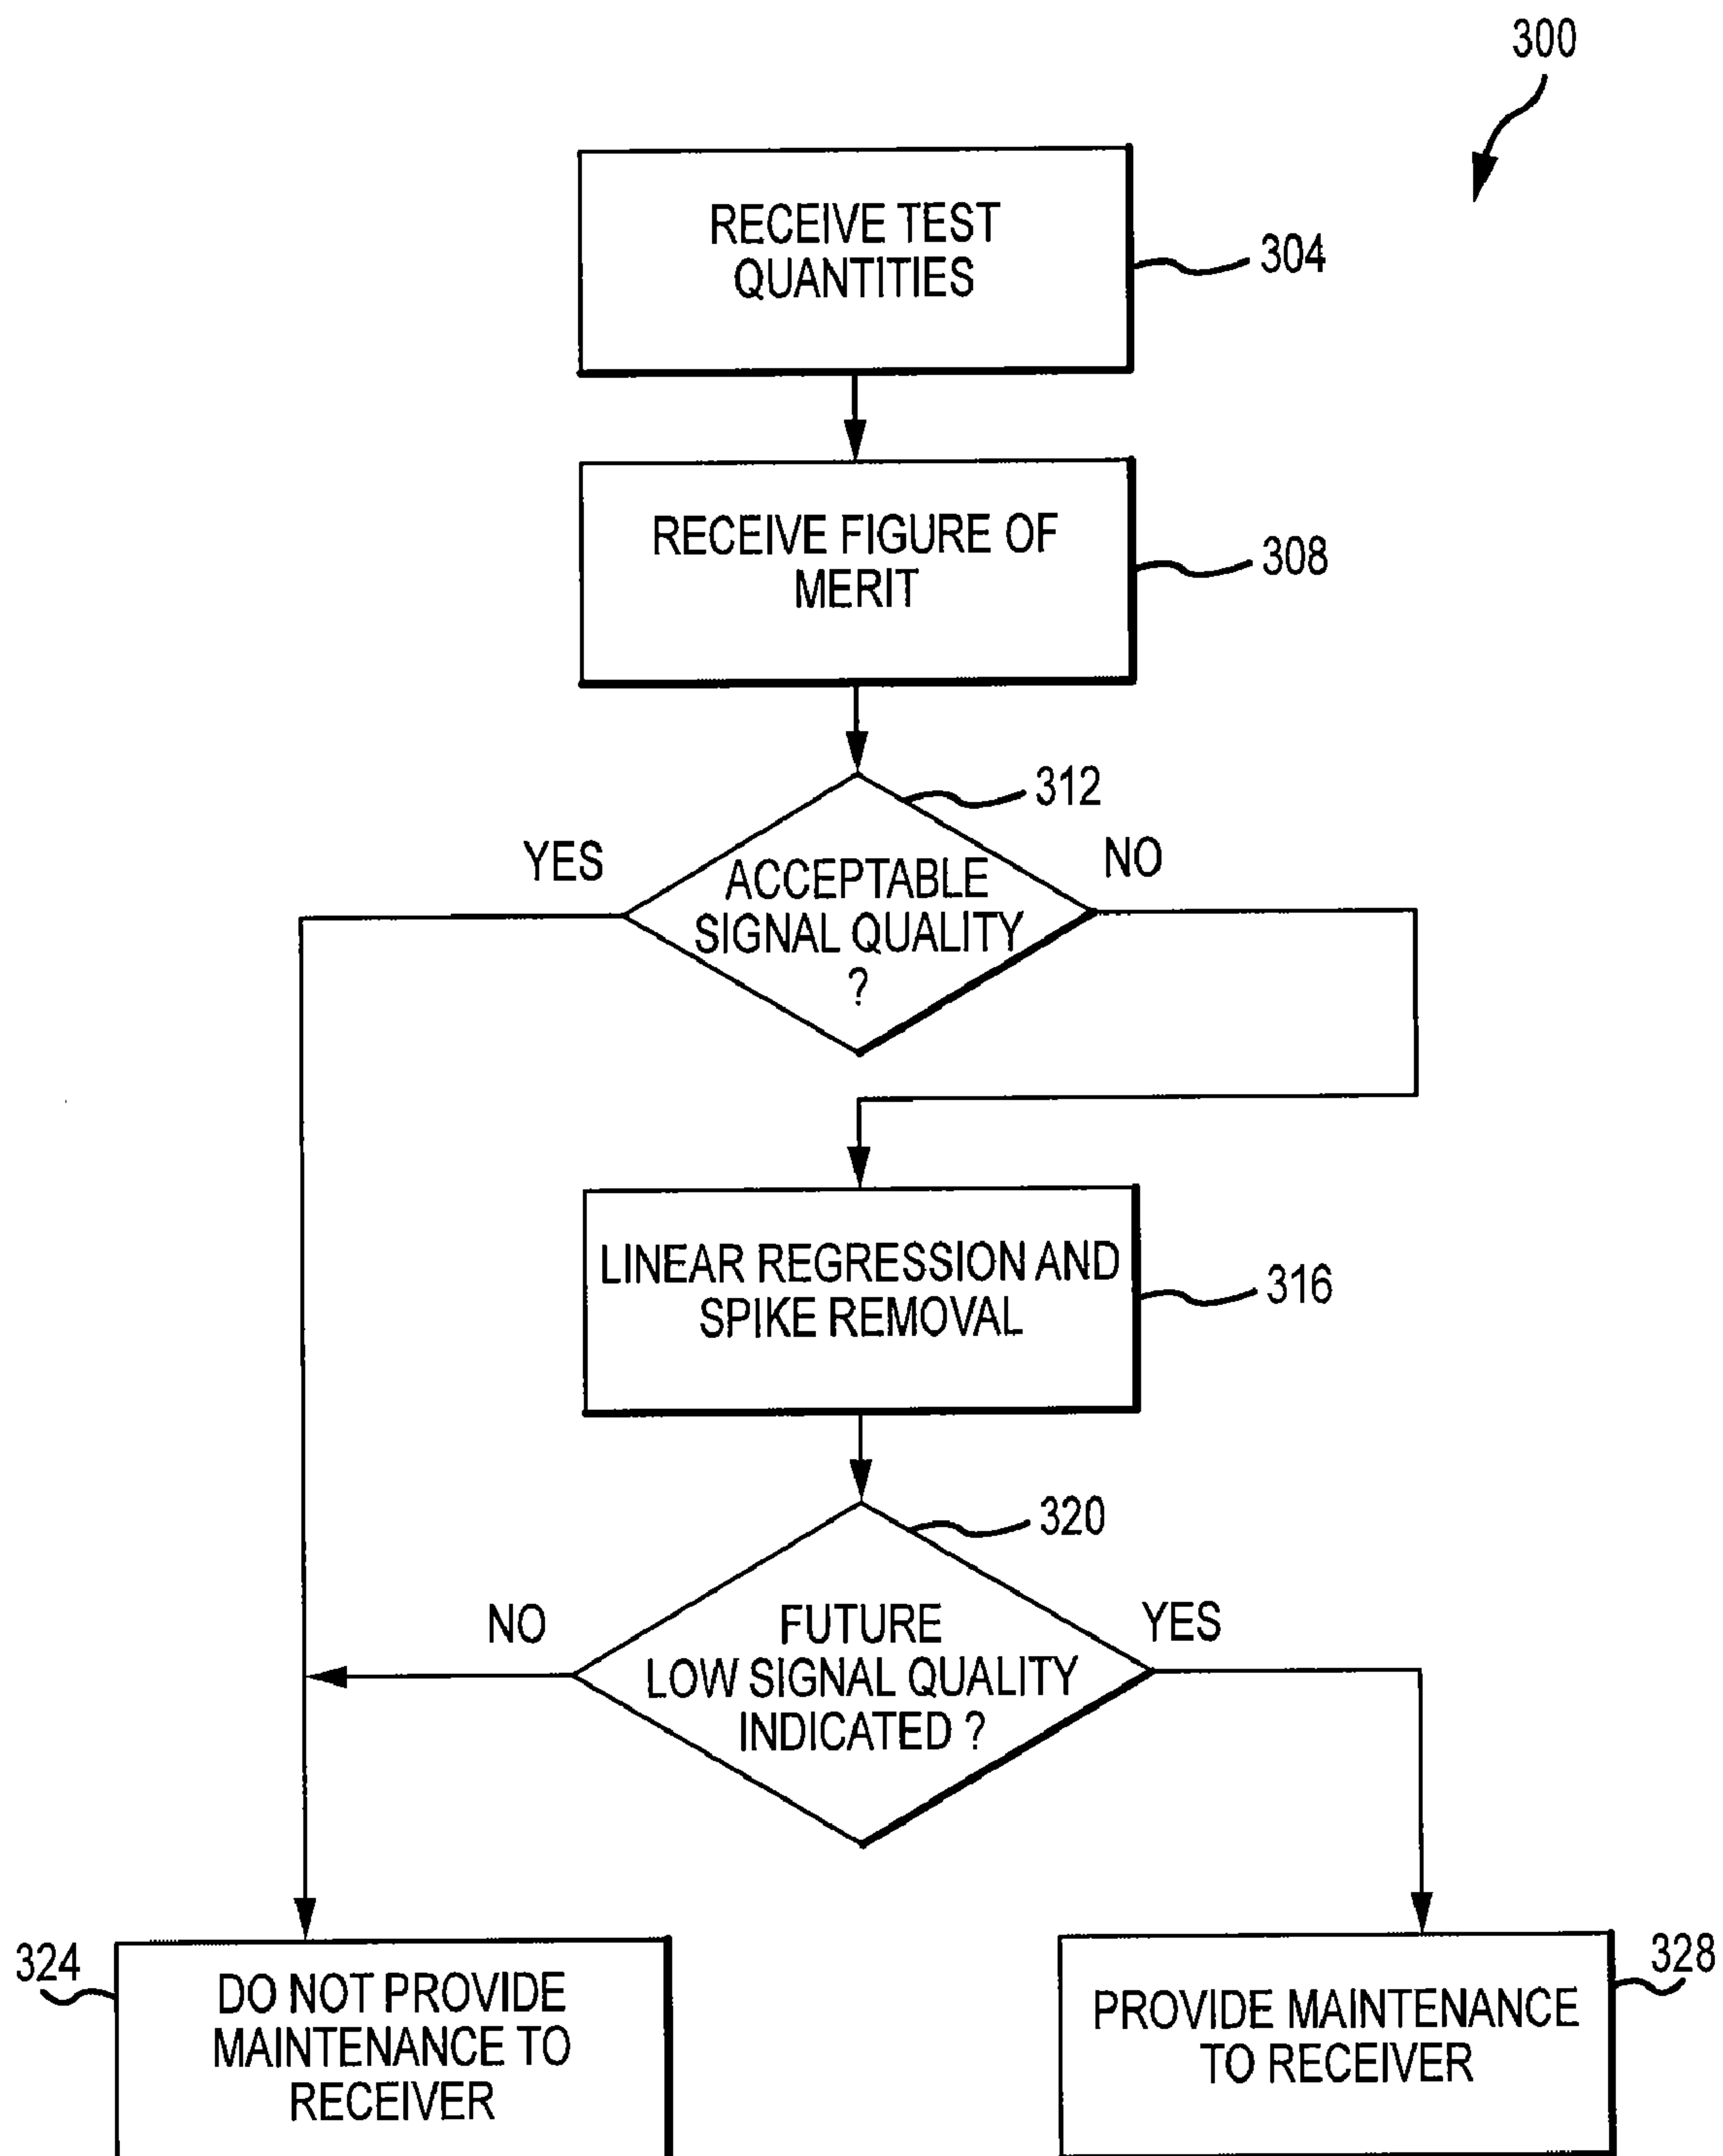 300
RECEIVE TEST
QUANTITIES
304
RECEIVE FIGURE OF
MERIT
308
312
YES
NO
ACCEPTABLE
SIGNAL QUALITY
?
LINEAR REGRESSION AND
SPIKE REMOVAL
316
320
NO
YES
FUTURE
LOW SIGNAL QUALITY
INDICATED ?
324
DO NOT PROVIDE
MAINTENANCE TO
RECEIVER
328
PROVIDE MAINTENANCE
TO RECEIVER